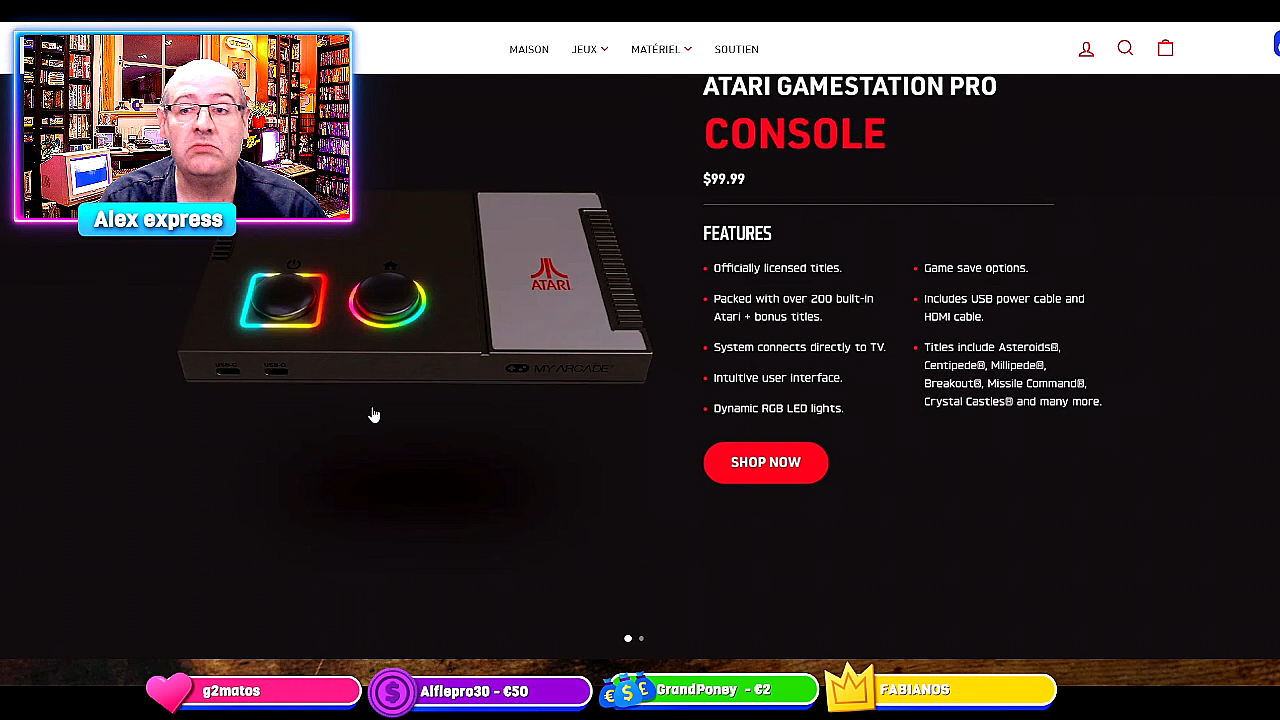 MAISON
JEUX
MATÉRIEL
SOUTIEN
Alex express
ATARI GAMESTATION PRO
CONSOLE
$99.99
FEATURES
Officially licensed titles.
Packed with over 200 built-in
Atari + bonus titles.
System connects directly to TV.
Intuitive user interface.
Dynamic RGB LED lights.
Game save options.
Includes USB power cable and
HDMI cable.
Titles include Asteroids®,
Centipede®, Millipede®,
Breakout®, Missile Command®,
Crystal Castles® and many more.
SHOP NOW
ATARI
USB-C
USB-C
MY ARCADE
g2matos
Alfiepro30 - €50
GrandPoney - €2
FABIANOS